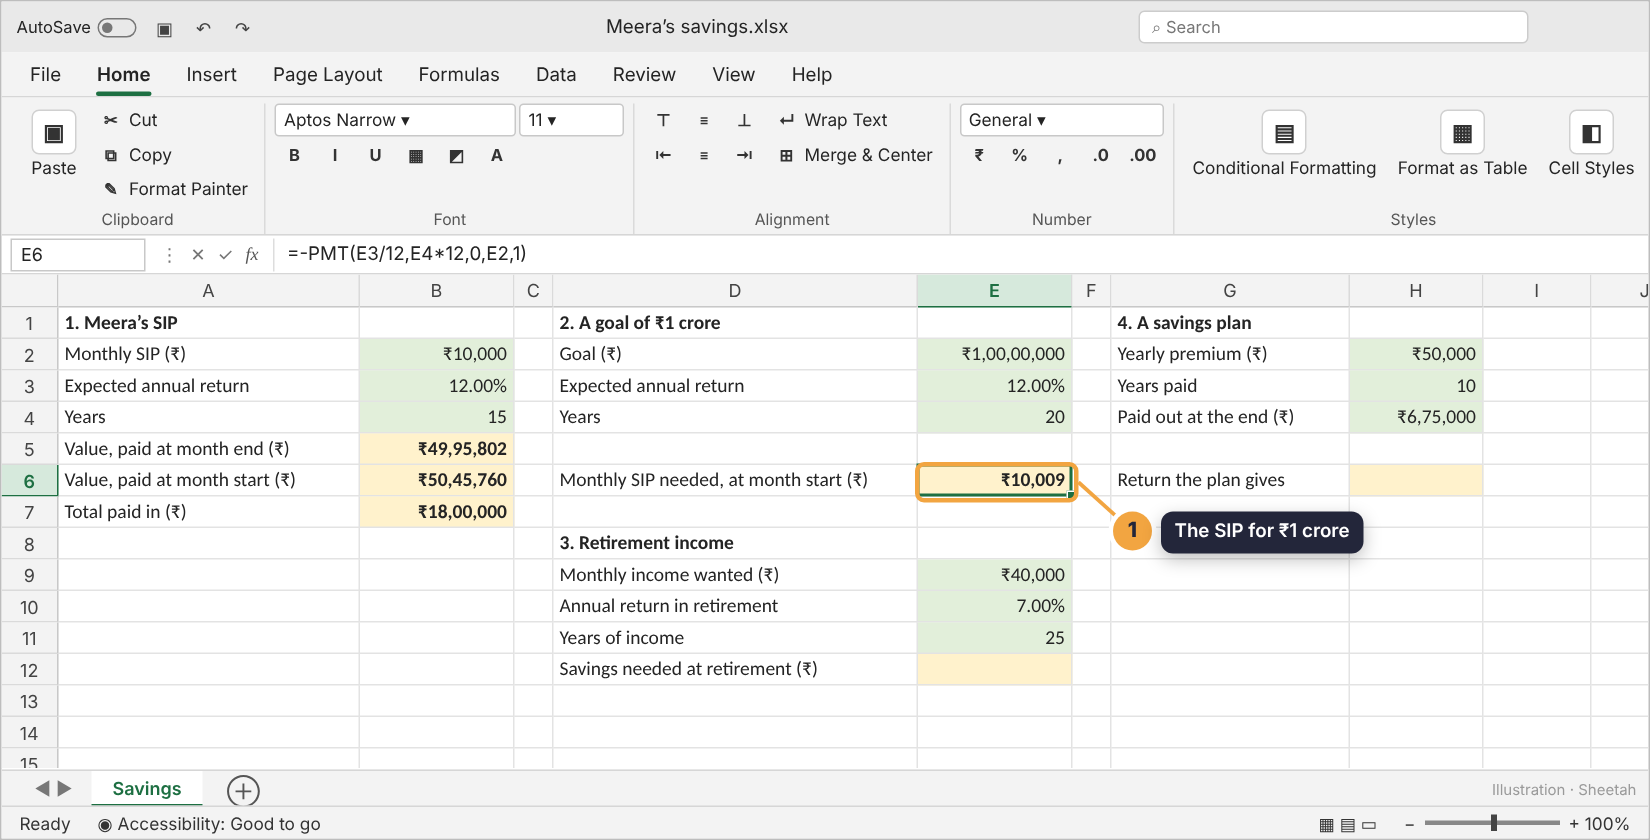 AutoSave
Meera’s savings.xlsx
Search
File Home Insert Page Layout Formulas Data Review View Help
Paste
Cut
Copy
Format Painter
Clipboard
Aptos Narrow ▾ 11 ▾
B I U A
Font
Wrap Text
Merge & Center
Alignment
General ▾
₹ % , .0 .00
Number
Conditional Formatting Format as Table Cell Styles
Styles
E6 fx =-PMT(E3/12,E4*12,0,E2,1)
A B C D E F G H I J
1 1. Meera’s SIP 2. A goal of ₹1 crore 4. A savings plan
2 Monthly SIP (₹) ₹10,000 Goal (₹) ₹1,00,00,000 Yearly premium (₹) ₹50,000
3 Expected annual return 12.00% Expected annual return 12.00% Years paid 10
4 Years 15 Years 20 Paid out at the end (₹) ₹6,75,000
5 Value, paid at month end (₹) ₹49,95,802
6 Value, paid at month start (₹) ₹50,45,760 Monthly SIP needed, at month start (₹) ₹10,009 Return the plan gives
7 Total paid in (₹) ₹18,00,000
1 The SIP for ₹1 crore
8 3. Retirement income
9 Monthly income wanted (₹) ₹40,000
10 Annual return in retirement 7.00%
11 Years of income 25
12 Savings needed at retirement (₹)
13
14
15
Savings
Illustration · Sheetah
Ready Accessibility: Good to go
− + 100%